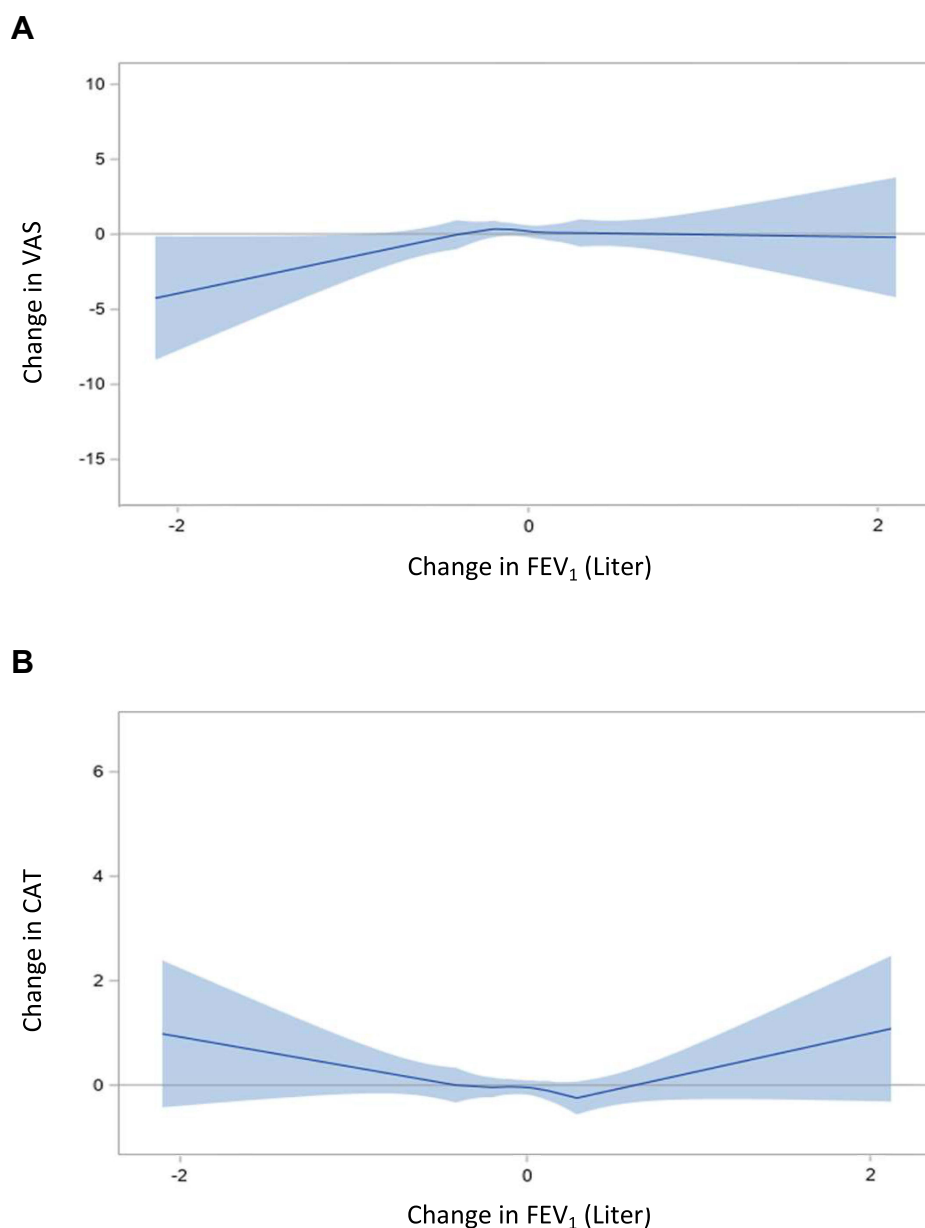 A
10
5
0
-5
-10
-15
Change in VAS
-2 0 2
Change in FEV₁ (Liter)
B
6
4
2
0
Change in CAT
-2 0 2
Change in FEV₁ (Liter)